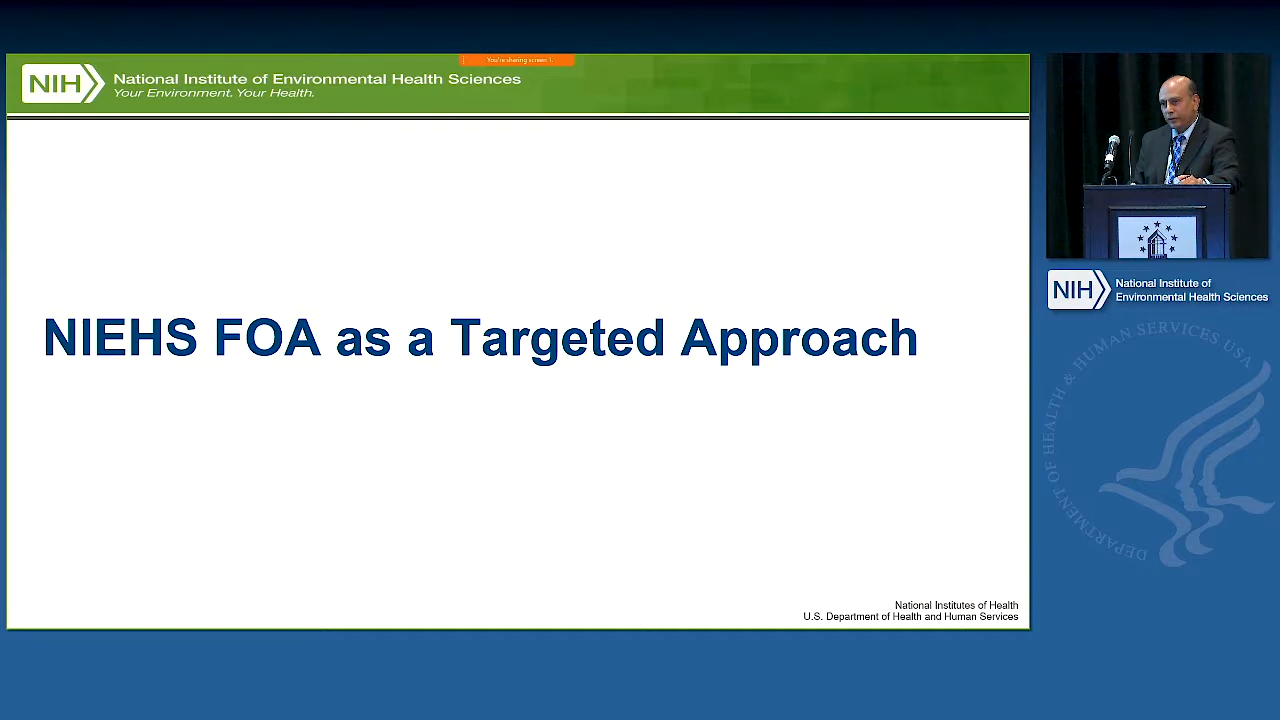 You're sharing screen 1.
NIH
National Institute of Environmental Health Sciences
Your Environment. Your Health.
NIEHS FOA as a Targeted Approach
National Institutes of Health
U.S. Department of Health and Human Services
NIH
National Institute of
Environmental Health Sciences
DEPARTMENT OF HEALTH & HUMAN SERVICES USA